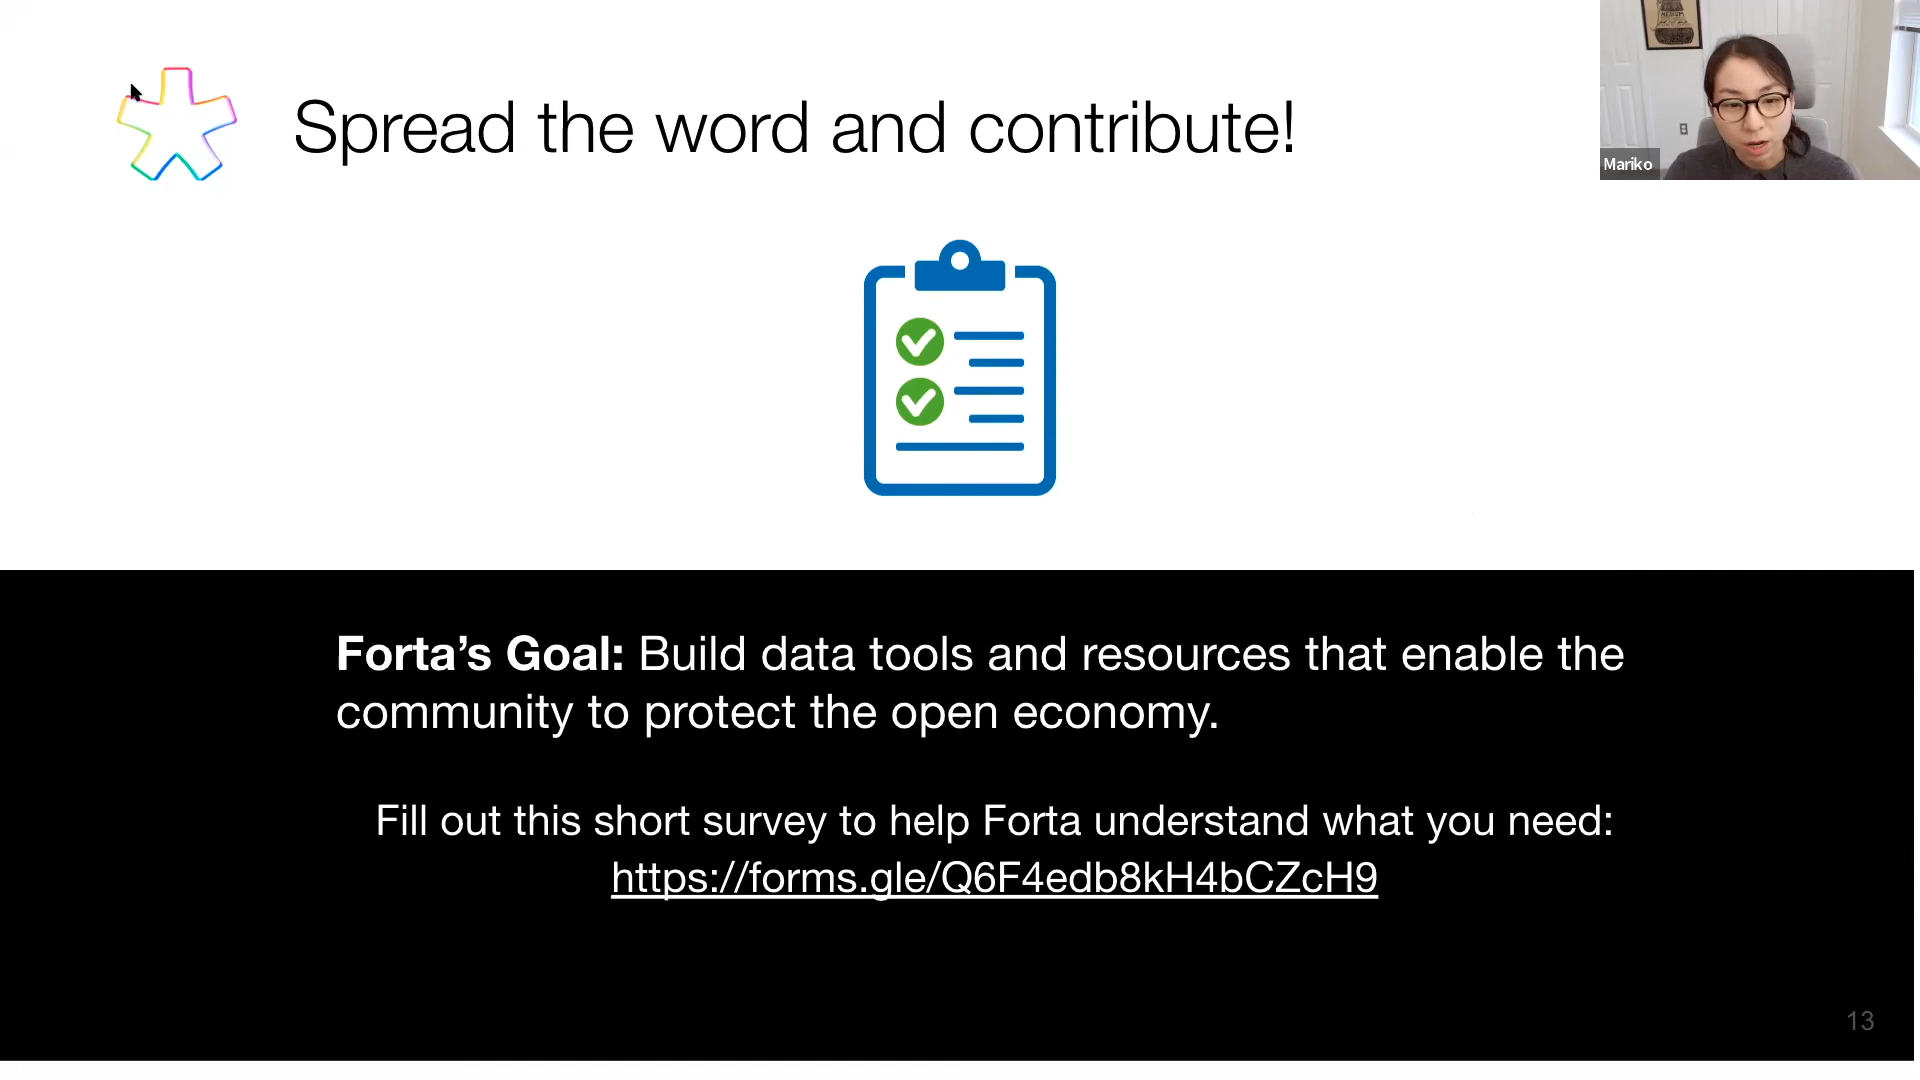 Spread the word and contribute!
Mariko
Forta’s Goal: Build data tools and resources that enable the
community to protect the open economy.
Fill out this short survey to help Forta understand what you need:
https://forms.gle/Q6F4edb8kH4bCZcH9
13